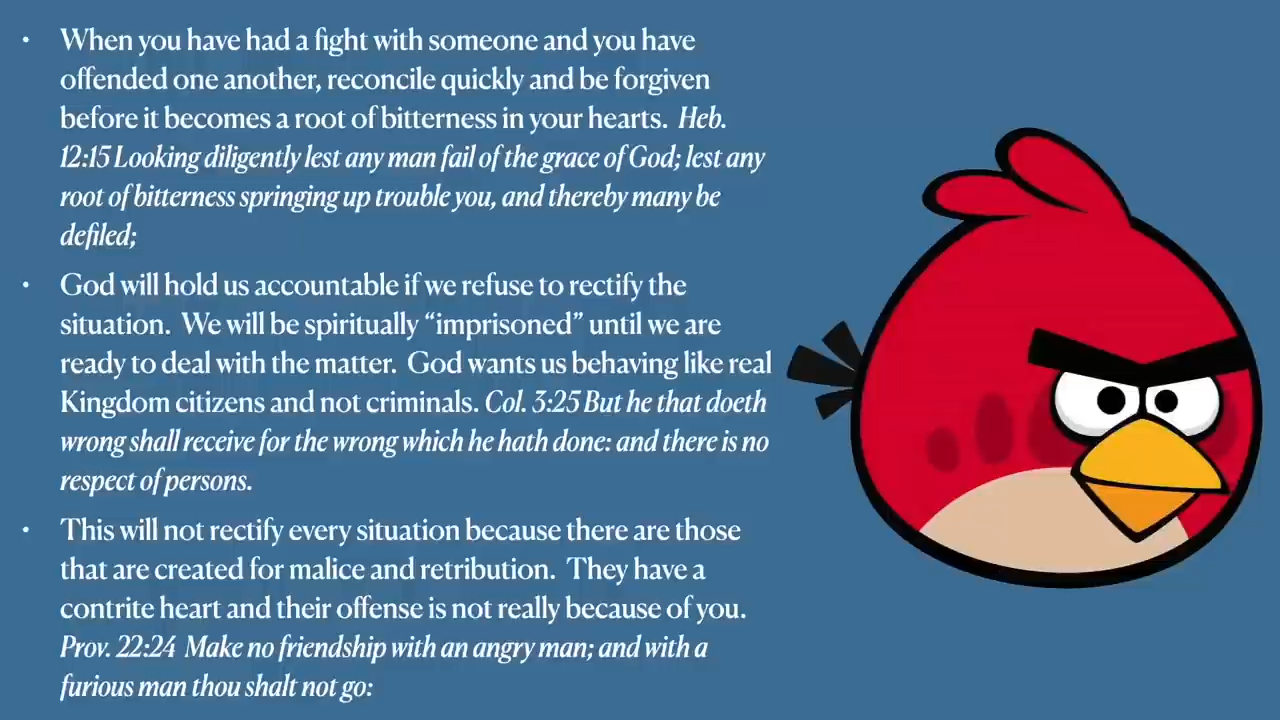 • When you have had a fight with someone and you have
offended one another, reconcile quickly and be forgiven
before it becomes a root of bitterness in your hearts.  Heb.
12:15 Looking diligently lest any man fail of the grace of God; lest any
root of bitterness springing up trouble you, and thereby many be
defiled;
• God will hold us accountable if we refuse to rectify the
situation.  We will be spiritually “imprisoned” until we are
ready to deal with the matter.  God wants us behaving like real
Kingdom citizens and not criminals. Col. 3:25 But he that doeth
wrong shall receive for the wrong which he hath done: and there is no
respect of persons.
• This will not rectify every situation because there are those
that are created for malice and retribution.  They have a
contrite heart and their offense is not really because of you.
Prov. 22:24  Make no friendship with an angry man; and with a
furious man thou shalt not go: